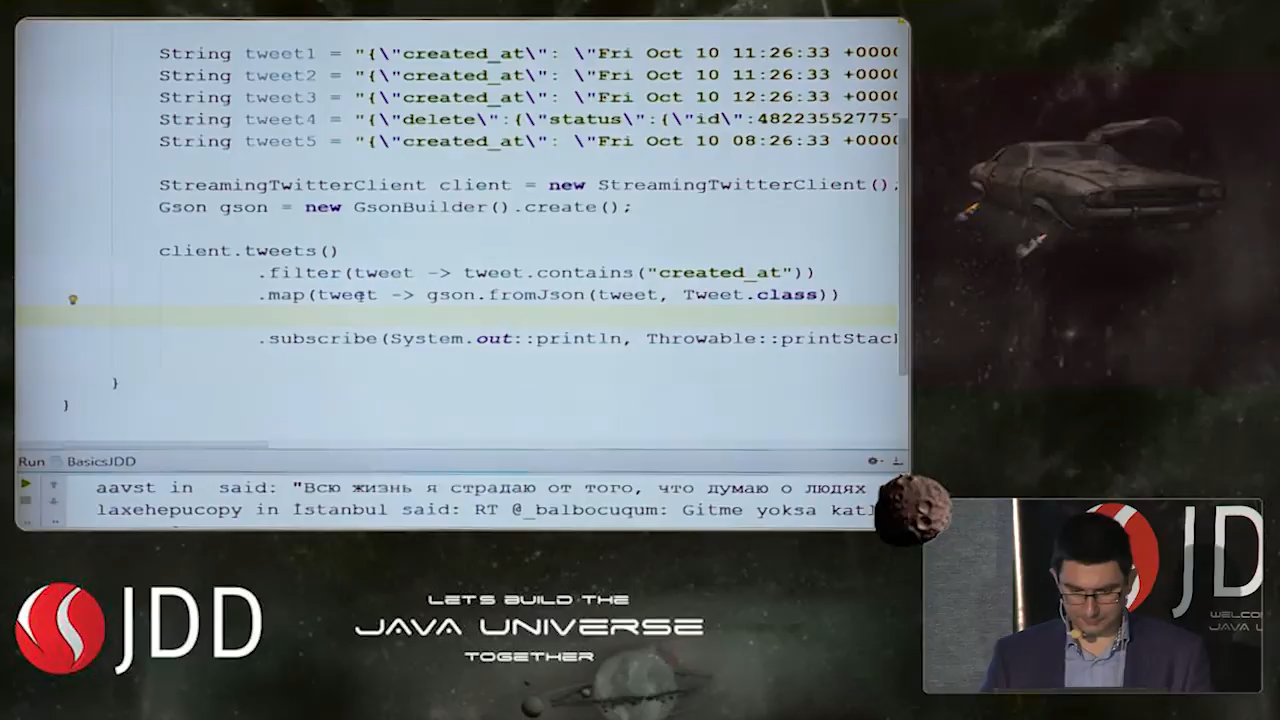 String tweet1 = "{\"created_at\": \"Fri Oct 10 11:26:33 +000
String tweet2 = "{\"created_at\": \"Fri Oct 10 11:26:33 +000
String tweet3 = "{\"created_at\": \"Fri Oct 10 12:26:33 +000
String tweet4 = "{\"delete\":{\"status\":{\"id\":48223552775
String tweet5 = "{\"created_at\": \"Fri Oct 10 08:26:33 +000
StreamingTwitterClient client = new StreamingTwitterClient();
Gson gson = new GsonBuilder().create();
client.tweets()
.filter(tweet -> tweet.contains("created_at"))
.map(tweet -> gson.fromJson(tweet, Tweet.class))
.subscribe(System.out::println, Throwable::printStac
}
}
Run BasicsJDD
aavst in said: "Всю жизнь я страдаю от того, что думаю о людях
laxehepucopy in İstanbul said: RT @_balbocuqum: Gitme yoksa katl
JDD
LETS BUILD THE
JAVA UNIVERSE
TOGETHER
JD
WELCO
JAVA U